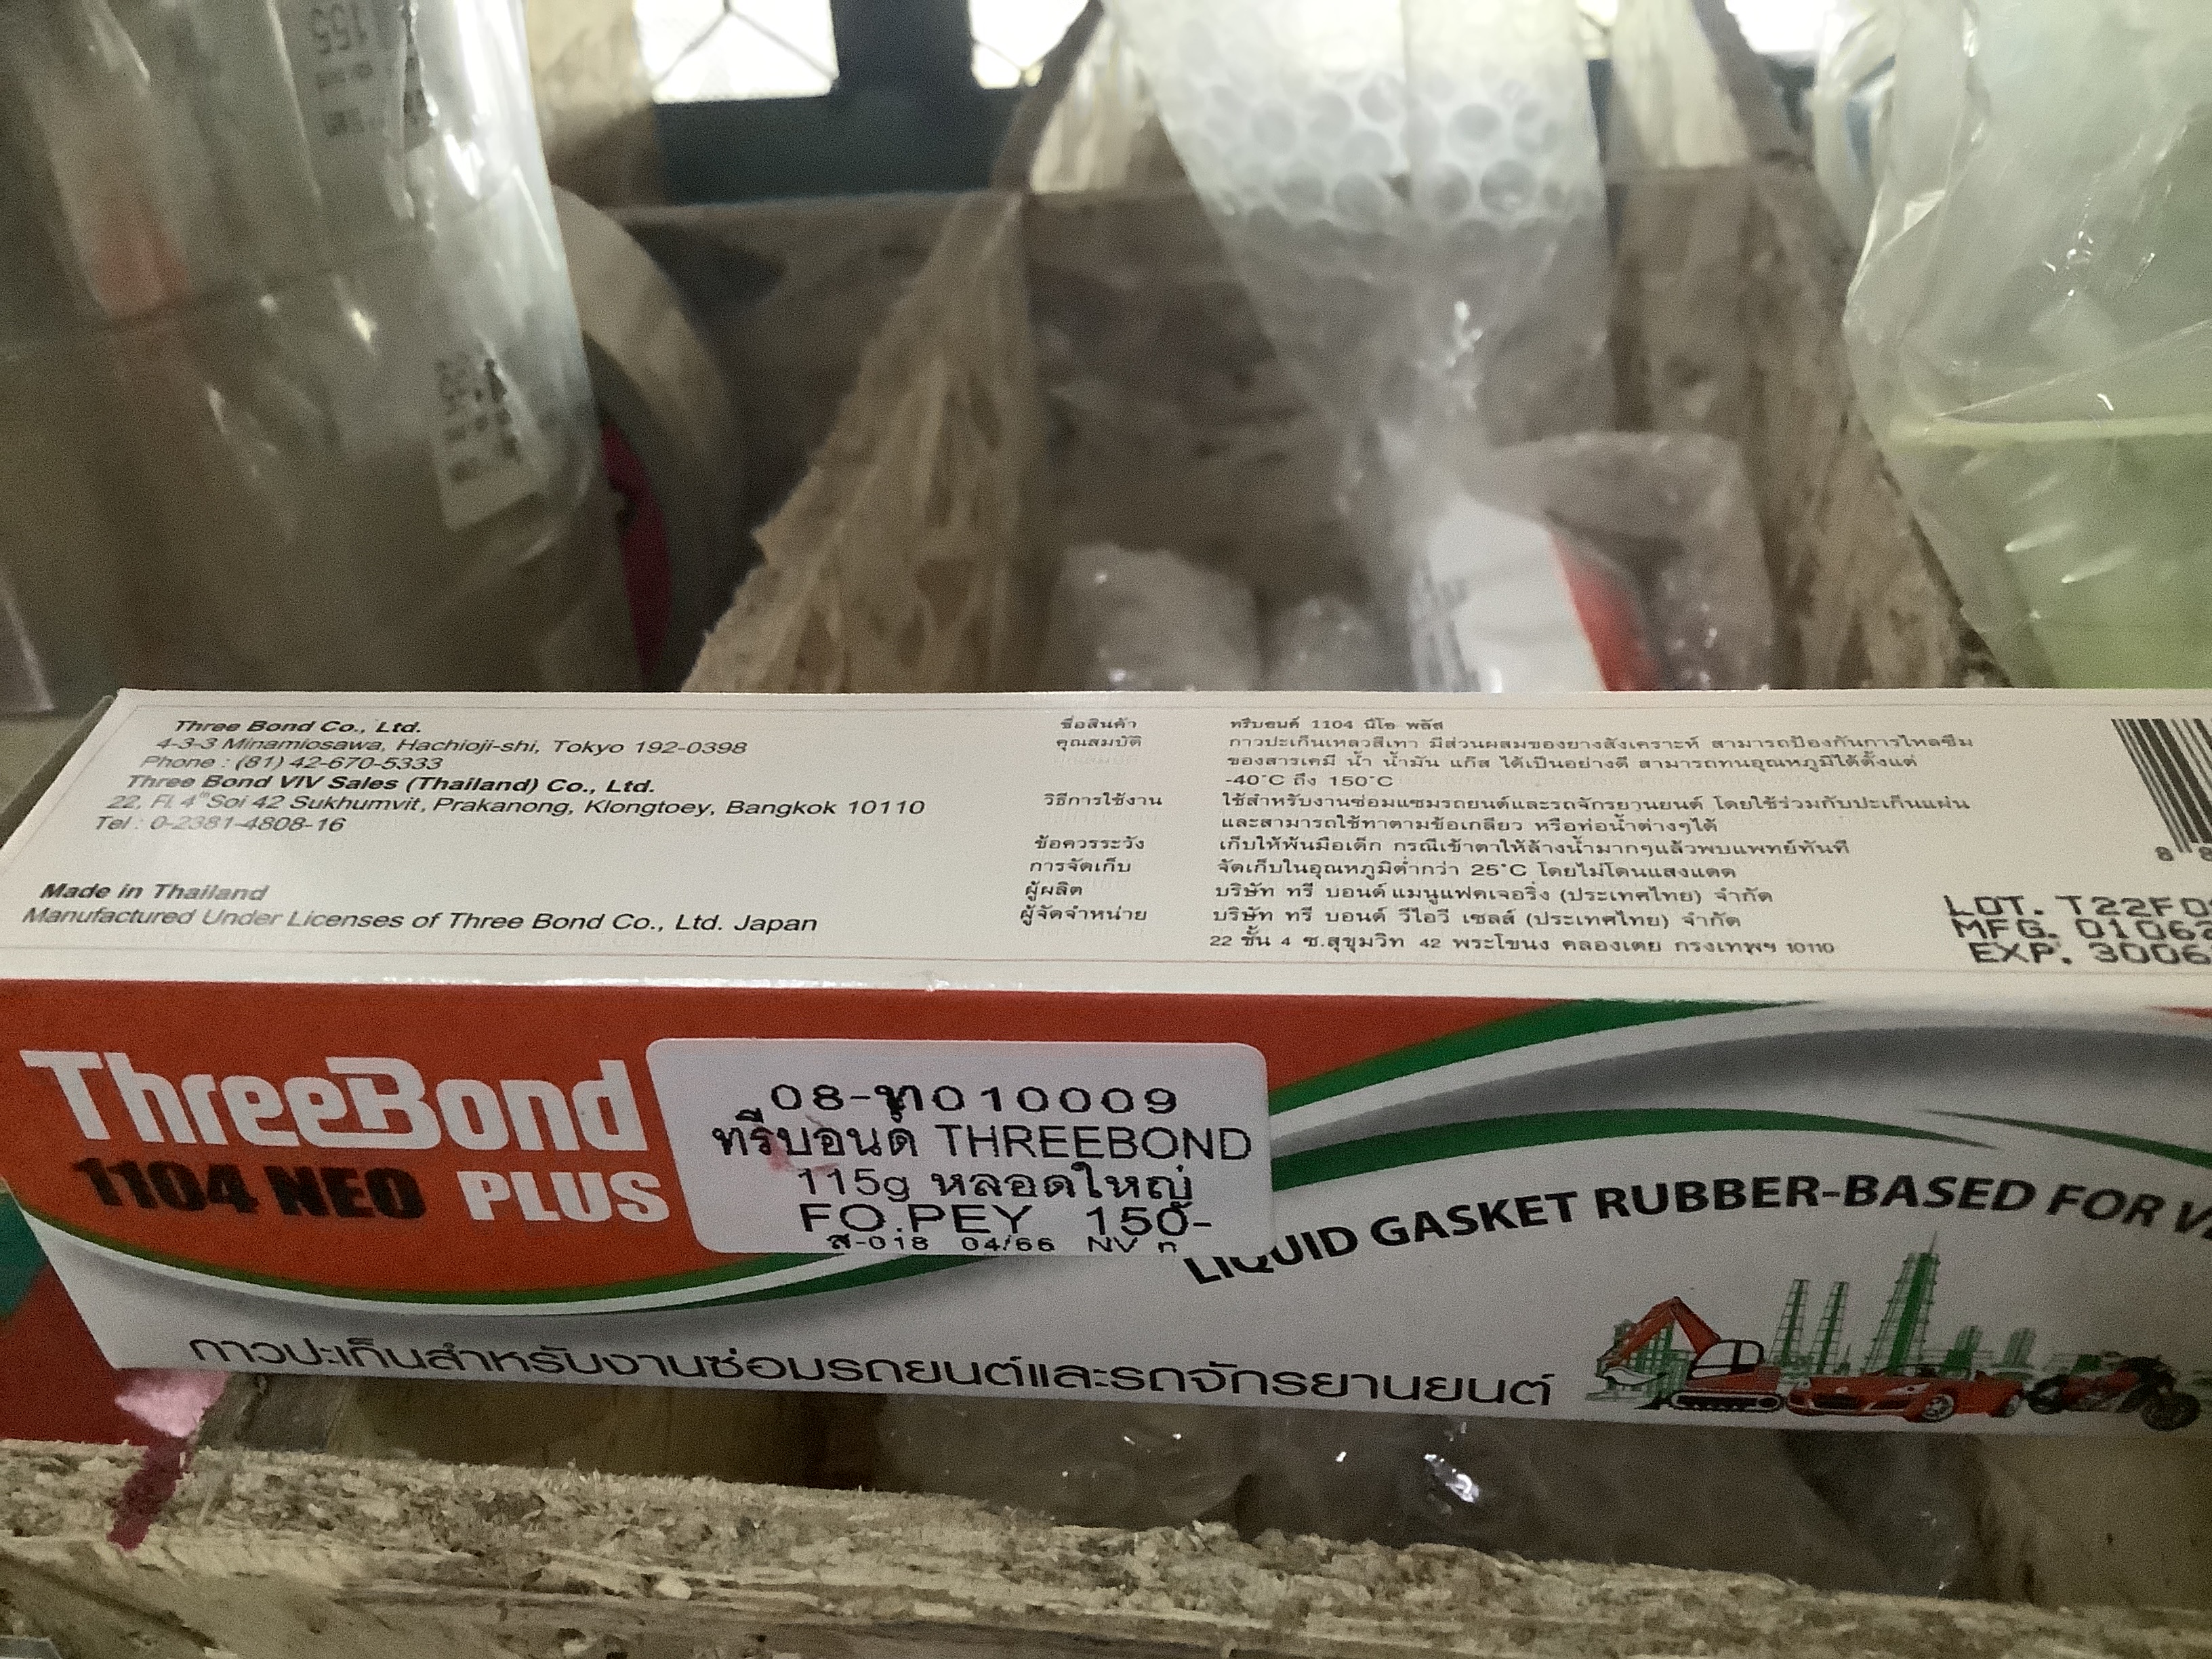 Three Bond Co., Ltd.
4-3-3 Minamiosawa, Hachioji-shi, Tokyo 192-0398
Phone : (81) 42-670-5333
Three Bond VIV Sales (Thailand) Co., Ltd.
22, Fl. 4th Soi 42 Sukhumvit, Prakanong, Klongtoey, Bangkok 10110
Tel : 0-2381-4808-16
Made in Thailand
Manufactured Under Licenses of Three Bond Co., Ltd. Japan
ชื่อสินค้า ทรีบอนด์ 1104 นีโอ พลัส
คุณสมบัติ กาวปะเก็นเหลวสีเทา มีส่วนผสมของยางสังเคราะห์ สามารถป้องกันการไหลซึม
ของสารเคมี น้ำ น้ำมัน แก๊ส ได้เป็นอย่างดี สามารถทนอุณหภูมิได้ตั้งแต่
-40°C ถึง 150°C
วิธีการใช้งาน ใช้สำหรับงานซ่อมแซมรถยนต์และรถจักรยานยนต์ โดยใช้ร่วมกับปะเก็นแผ่น
และสามารถใช้ทาตามข้อเกลียว หรือท่อน้ำต่างๆได้
ข้อควรระวัง เก็บให้พ้นมือเด็ก กรณีเข้าตาให้ล้างน้ำมากๆแล้วพบแพทย์ทันที
การจัดเก็บ จัดเก็บในอุณหภูมิต่ำกว่า 25°C โดยไม่โดนแสงแดด
ผู้ผลิต บริษัท ทรี บอนด์ แมนูแฟคเจอริ่ง (ประเทศไทย) จำกัด
ผู้จัดจำหน่าย บริษัท ทรี บอนด์ วีไอวี เซลส์ (ประเทศไทย) จำกัด
22 ชั้น 4 ซ.สุขุมวิท 42 พระโขนง คลองเตย กรุงเทพฯ 10110
LOT. T22F0
MFG. 0106
EXP. 3006
ThreeBond
1104 NEO PLUS
010009
ทรีบอนด์ THREEBOND
115g หลอดใหญ่
FO.PEY 150-
ส-018 04/66 NV
LIQUID GASKET RUBBER-BASED FOR
กาวปะเก็นสำหรับงานซ่อมรถยนต์และรถจักรยานยนต์